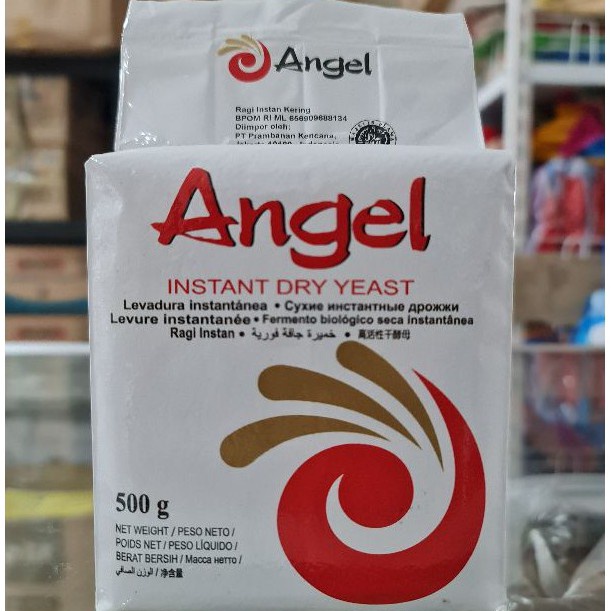 Angel
Ragi Instan Kering
BPOM RI ML 656909688134
Diimpor oleh:
PT Prambanan Kencana,
Indonesia
Angel
INSTANT DRY YEAST
Levadura instantánea • Сухие инстантные дрожжи
Levure instantanée • Fermento biológico seca instantânea
Ragi Instan • خميرة جافة فورية • 高活性干酵母
500 g
NET WEIGHT / PESO NETO /
POIDS NET / PESO LÍQUIDO /
BERAT BERSIH / Масса нетто /
الوزن الصافي / 净含量